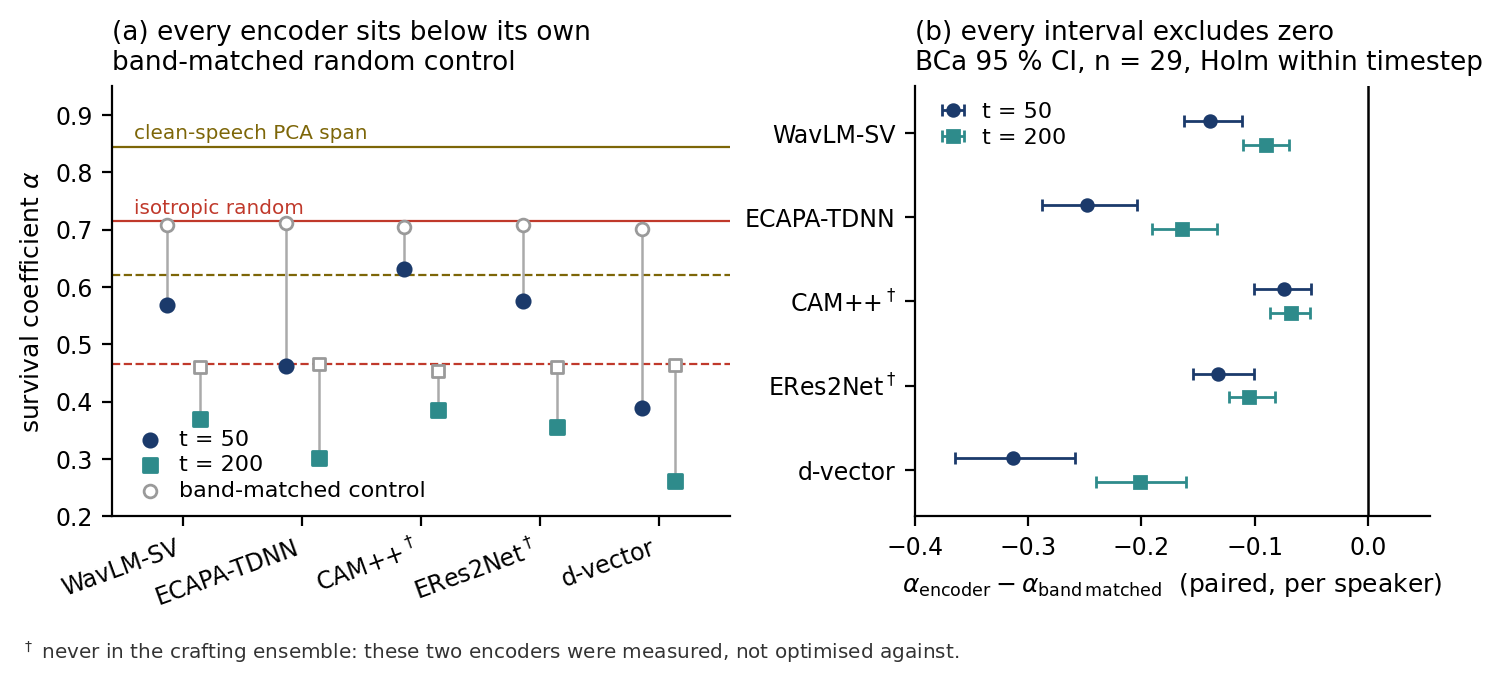 (a) every encoder sits below its own
band-matched random control
0.9
0.8
0.7
0.6
0.5
0.4
0.3
0.2
survival coefficient α
clean-speech PCA span
isotropic random
t = 50
t = 200
band-matched control
WavLM-SV
ECAPA-TDNN
CAM++†
ERes2Net†
d-vector
(b) every interval excludes zero
BCa 95 % CI, n = 29, Holm within timestep
t = 50
t = 200
WavLM-SV
ECAPA-TDNN
CAM++†
ERes2Net†
d-vector
−0.4
−0.3
−0.2
−0.1
0.0
αencoder − αband matched (paired, per speaker)
† never in the crafting ensemble: these two encoders were measured, not optimised against.